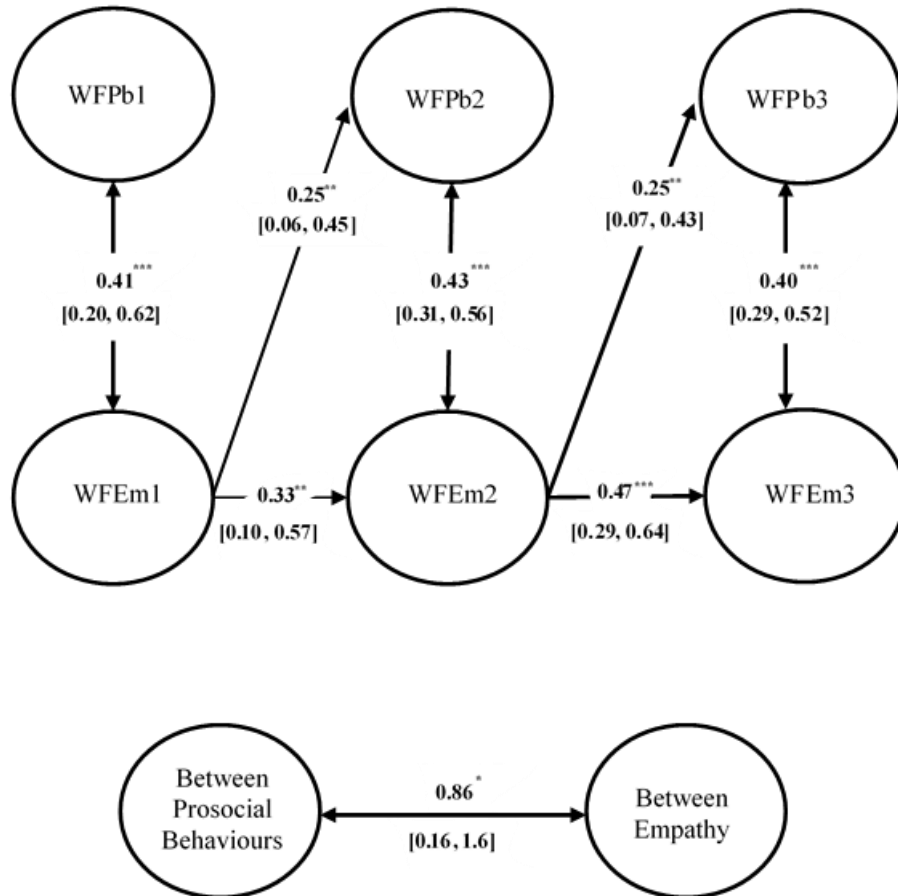 WFPb1
WFPb2
WFPb3
0.25**
[0.06, 0.45]
0.25**
[0.07, 0.43]
0.41***
[0.20, 0.62]
0.43***
[0.31, 0.56]
0.40***
[0.29, 0.52]
WFEm1
0.33**
[0.10, 0.57]
WFEm2
0.47***
[0.29, 0.64]
WFEm3
Between
Prosocial
Behaviours
0.86*
[0.16, 1.6]
Between
Empathy